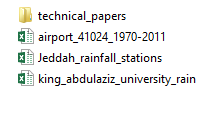 technical_papers
airport_41024_1970-2011
Jeddah_rainfall_stations
king_abdulaziz_university_rain